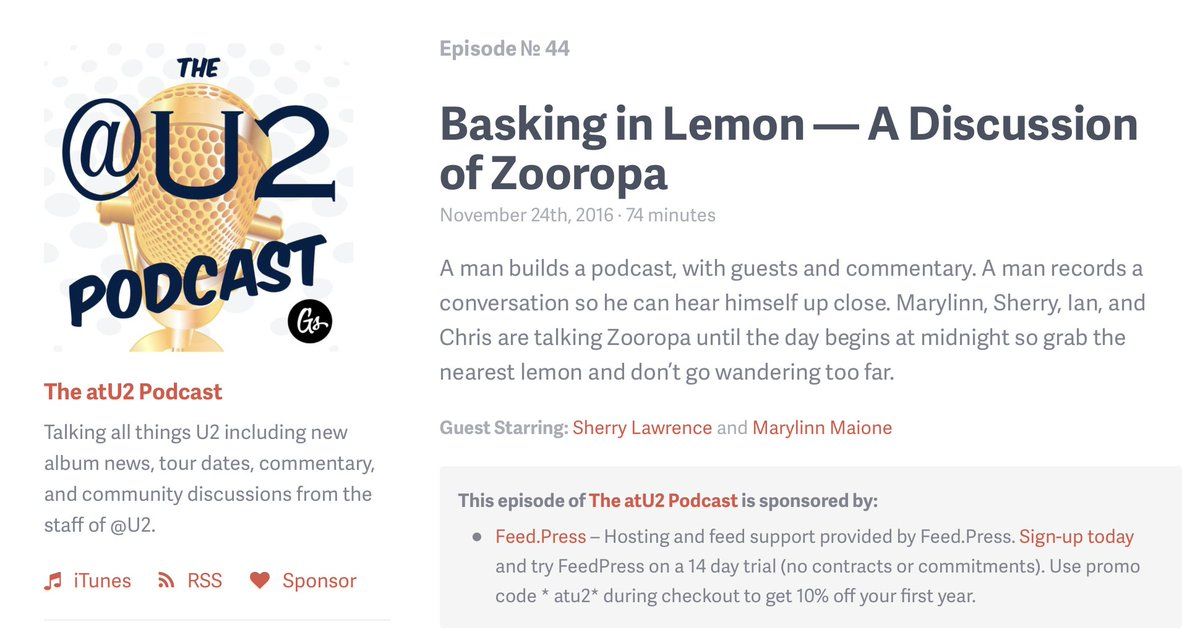 THE
@U2
PODCAST
Gs
The atU2 Podcast
Talking all things U2 including new
album news, tour dates, commentary,
and community discussions from the
staff of @U2.
iTunes RSS Sponsor
Episode № 44
Basking in Lemon — A Discussion
of Zooropa
November 24th, 2016 · 74 minutes
A man builds a podcast, with guests and commentary. A man records a
conversation so he can hear himself up close. Marylinn, Sherry, Ian, and
Chris are talking Zooropa until the day begins at midnight so grab the
nearest lemon and don’t go wandering too far.
Guest Starring: Sherry Lawrence and Marylinn Maione
This episode of The atU2 Podcast is sponsored by:
• Feed.Press – Hosting and feed support provided by Feed.Press. Sign-up today
and try FeedPress on a 14 day trial (no contracts or commitments). Use promo
code * atu2* during checkout to get 10% off your first year.